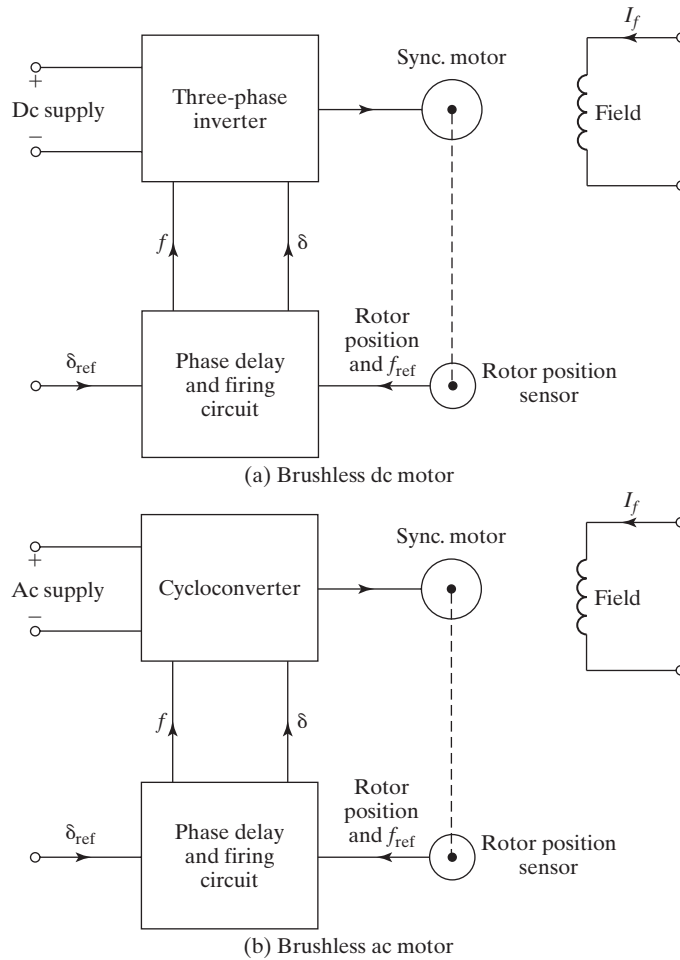 I_f
Sync. motor
+
Dc supply
−
Three-phase
inverter
Field
f
δ
Rotor
position
and f_ref
δ_ref
Phase delay
and firing
circuit
Rotor position
sensor
(a) Brushless dc motor
I_f
Sync. motor
+
Ac supply
−
Cycloconverter
Field
f
δ
Rotor
position
and f_ref
δ_ref
Phase delay
and firing
circuit
Rotor position
sensor
(b) Brushless ac motor